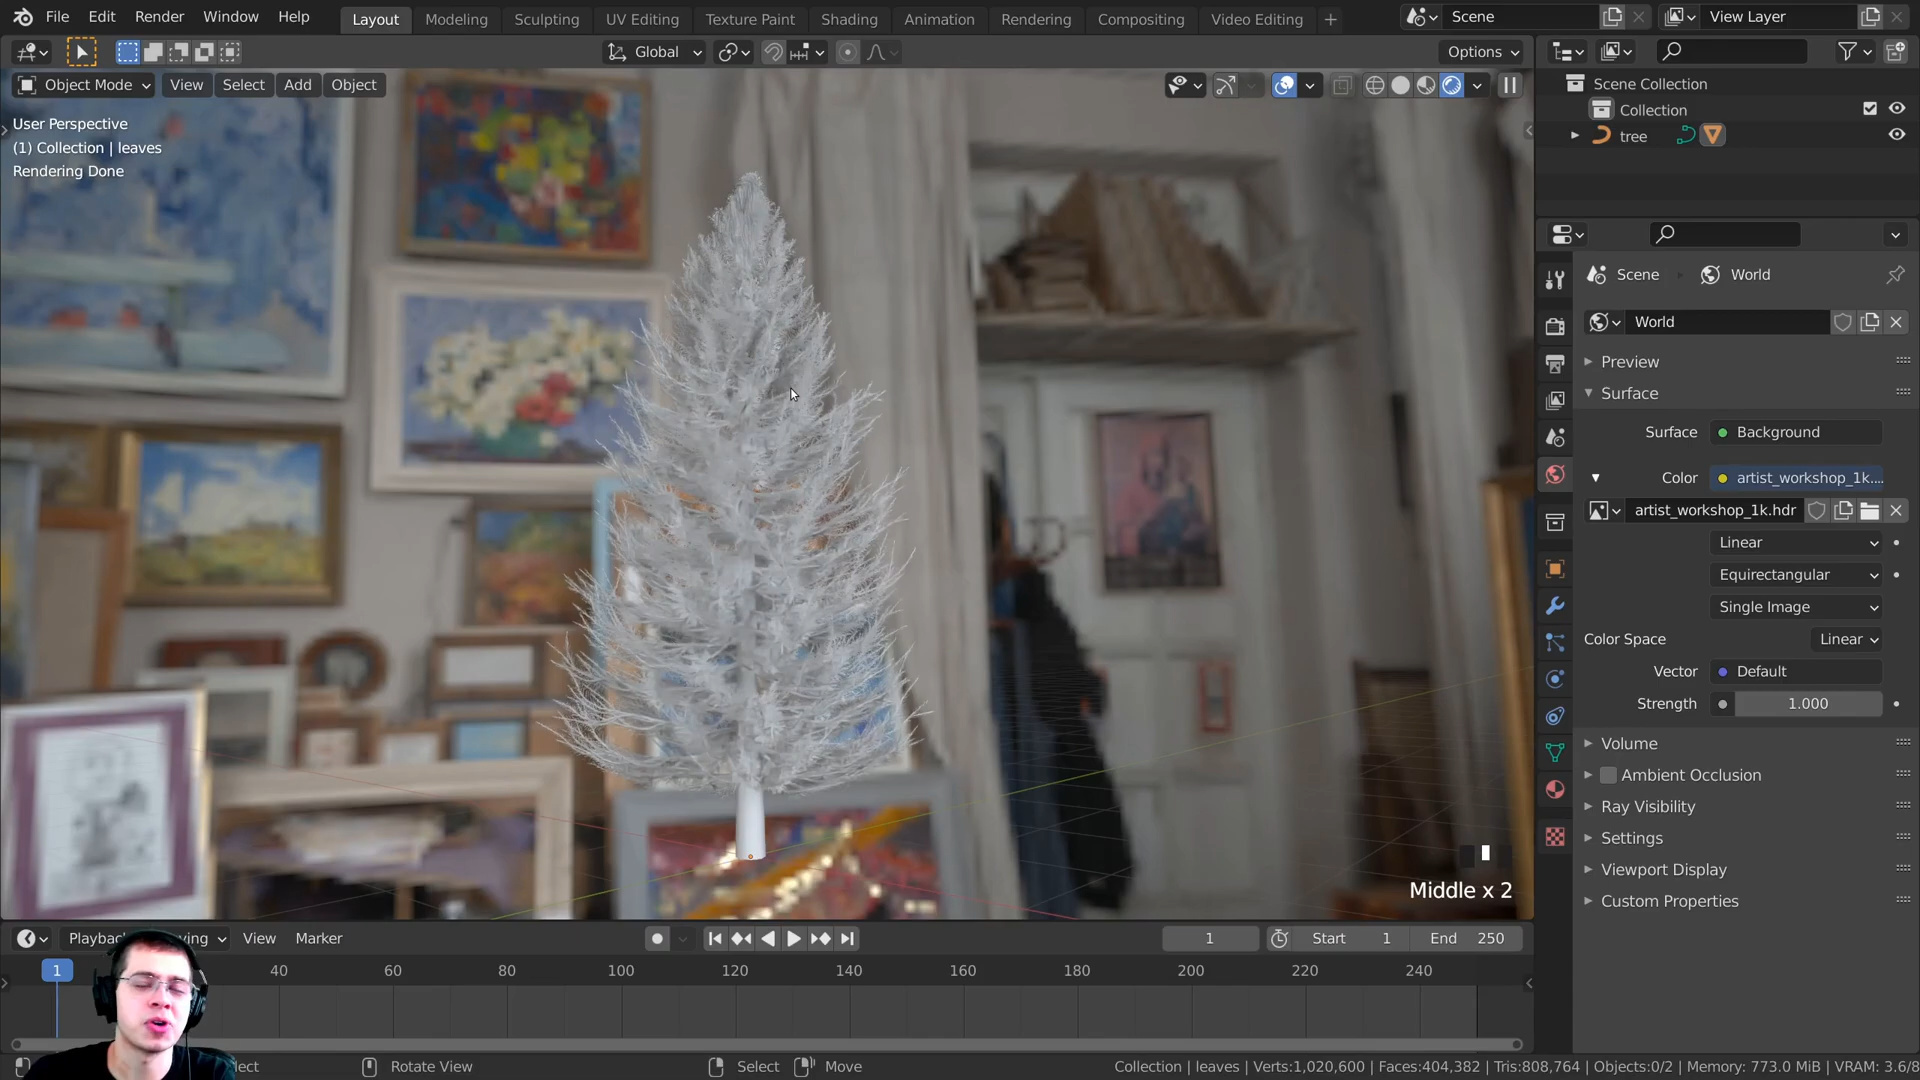 File Edit Render Window Help Layout Modeling Sculpting UV Editing Texture Paint Shading Animation Rendering Compositing Video Editing + Scene View Layer
Global Options
Object Mode View Select Add Object
User Perspective
(1) Collection | leaves
Rendering Done
Scene Collection
Collection
tree
Scene World
World
Preview
Surface
Surface Background
Color artist_workshop_1k....
artist_workshop_1k.hdr
Linear
Equirectangular
Single Image
Color Space Linear
Vector Default
Strength 1.000
Volume
Ambient Occlusion
Ray Visibility
Settings
Viewport Display
Custom Properties
Middle x 2
View Marker 1 Start 1 End 250
1 40 60 80 100 120 140 160 180 200 220 240
Rotate View Select Move Collection | leaves | Verts:1,020,600 | Faces:404,382 | Tris:808,764 | Objects:0/2 | Memory: 773.0 MiB | VRAM: 3.6/8